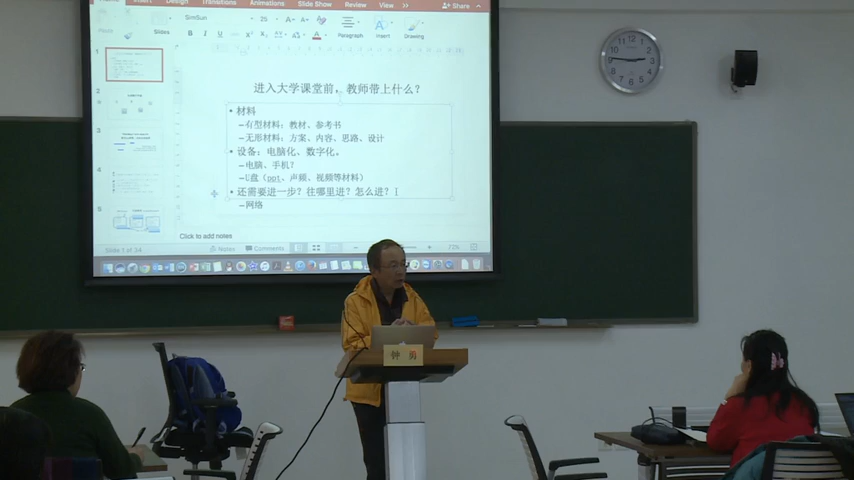 Insert
Design
Transitions
Animations
Slide Show
Review
View
Share
SimSun
25
Slides
Paragraph
Insert
Drawing
进入大学课堂前，教师带上什么？
• 材料
–有型材料：教材、参考书
–无形材料：方案、内容、思路、设计
• 设备：电脑化、数字化。
–电脑、手机？
–U盘（ppt、声频、视频等材料）
• 还需要进一步？往哪里进？怎么进？
–网络
Click to add notes
Slide 1 of 34
Notes
Comments
钟 勇